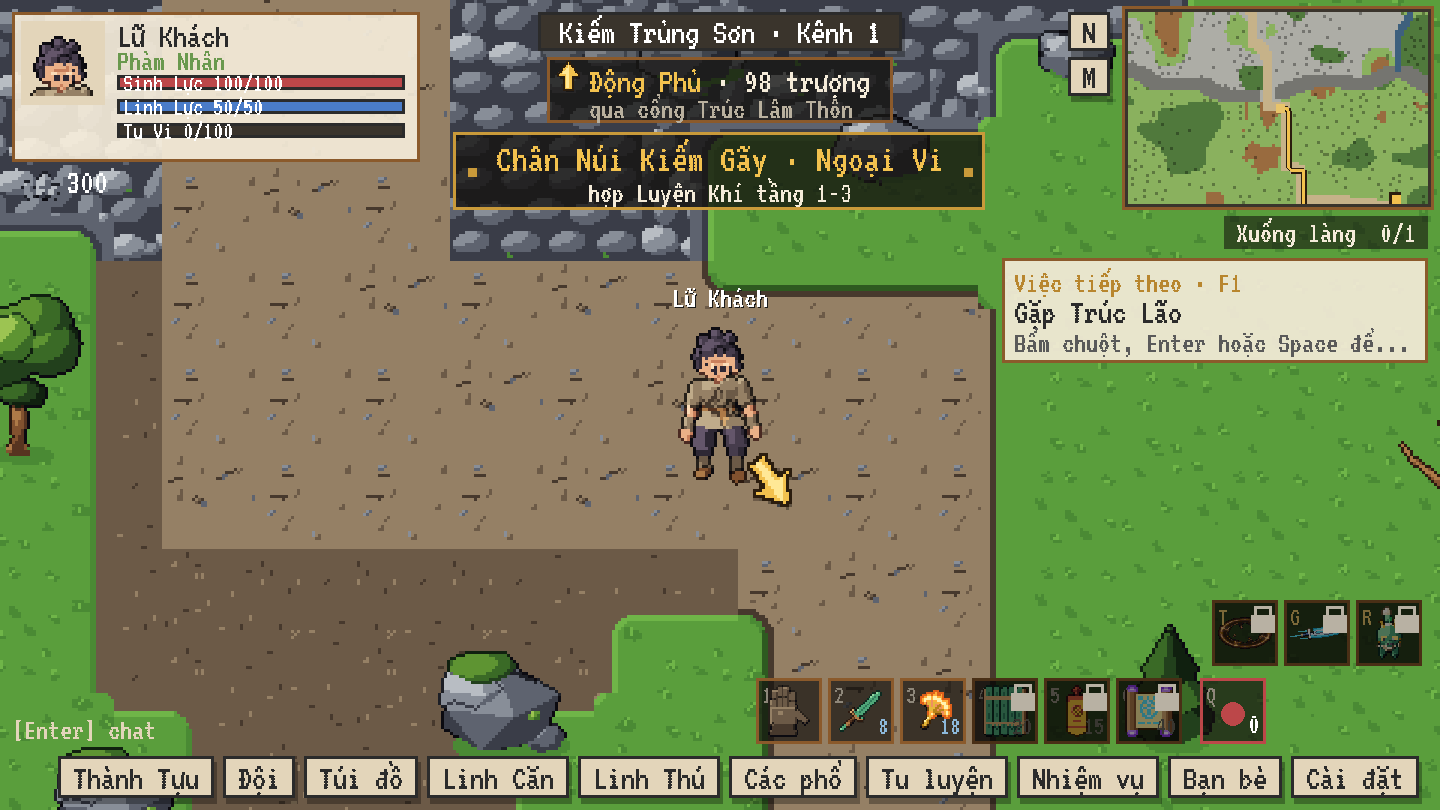 Lữ Khách
Phàm Nhân
Sinh Lực 100/100
Linh Lực 50/50
Tu Vi 0/100
300
Kiếm Trủng Sơn · Kênh 1
Động Phủ · 98 trượng
qua cổng Trúc Lâm Thôn
Chân Núi Kiếm Gãy · Ngoại Vi
hợp Luyện Khí tầng 1-3
N
M
Xuống làng 0/1
Việc tiếp theo · F1
Gặp Trúc Lão
Bấm chuột, Enter hoặc Space để...
Lữ Khách
T
G
R
1
2
8
3
18
5
15
Q
0
[Enter] chat
Thành Tựu
Đội
Túi đồ
Linh Căn
Linh Thú
Các phổ
Tu luyện
Nhiệm vụ
Bạn bè
Cài đặt